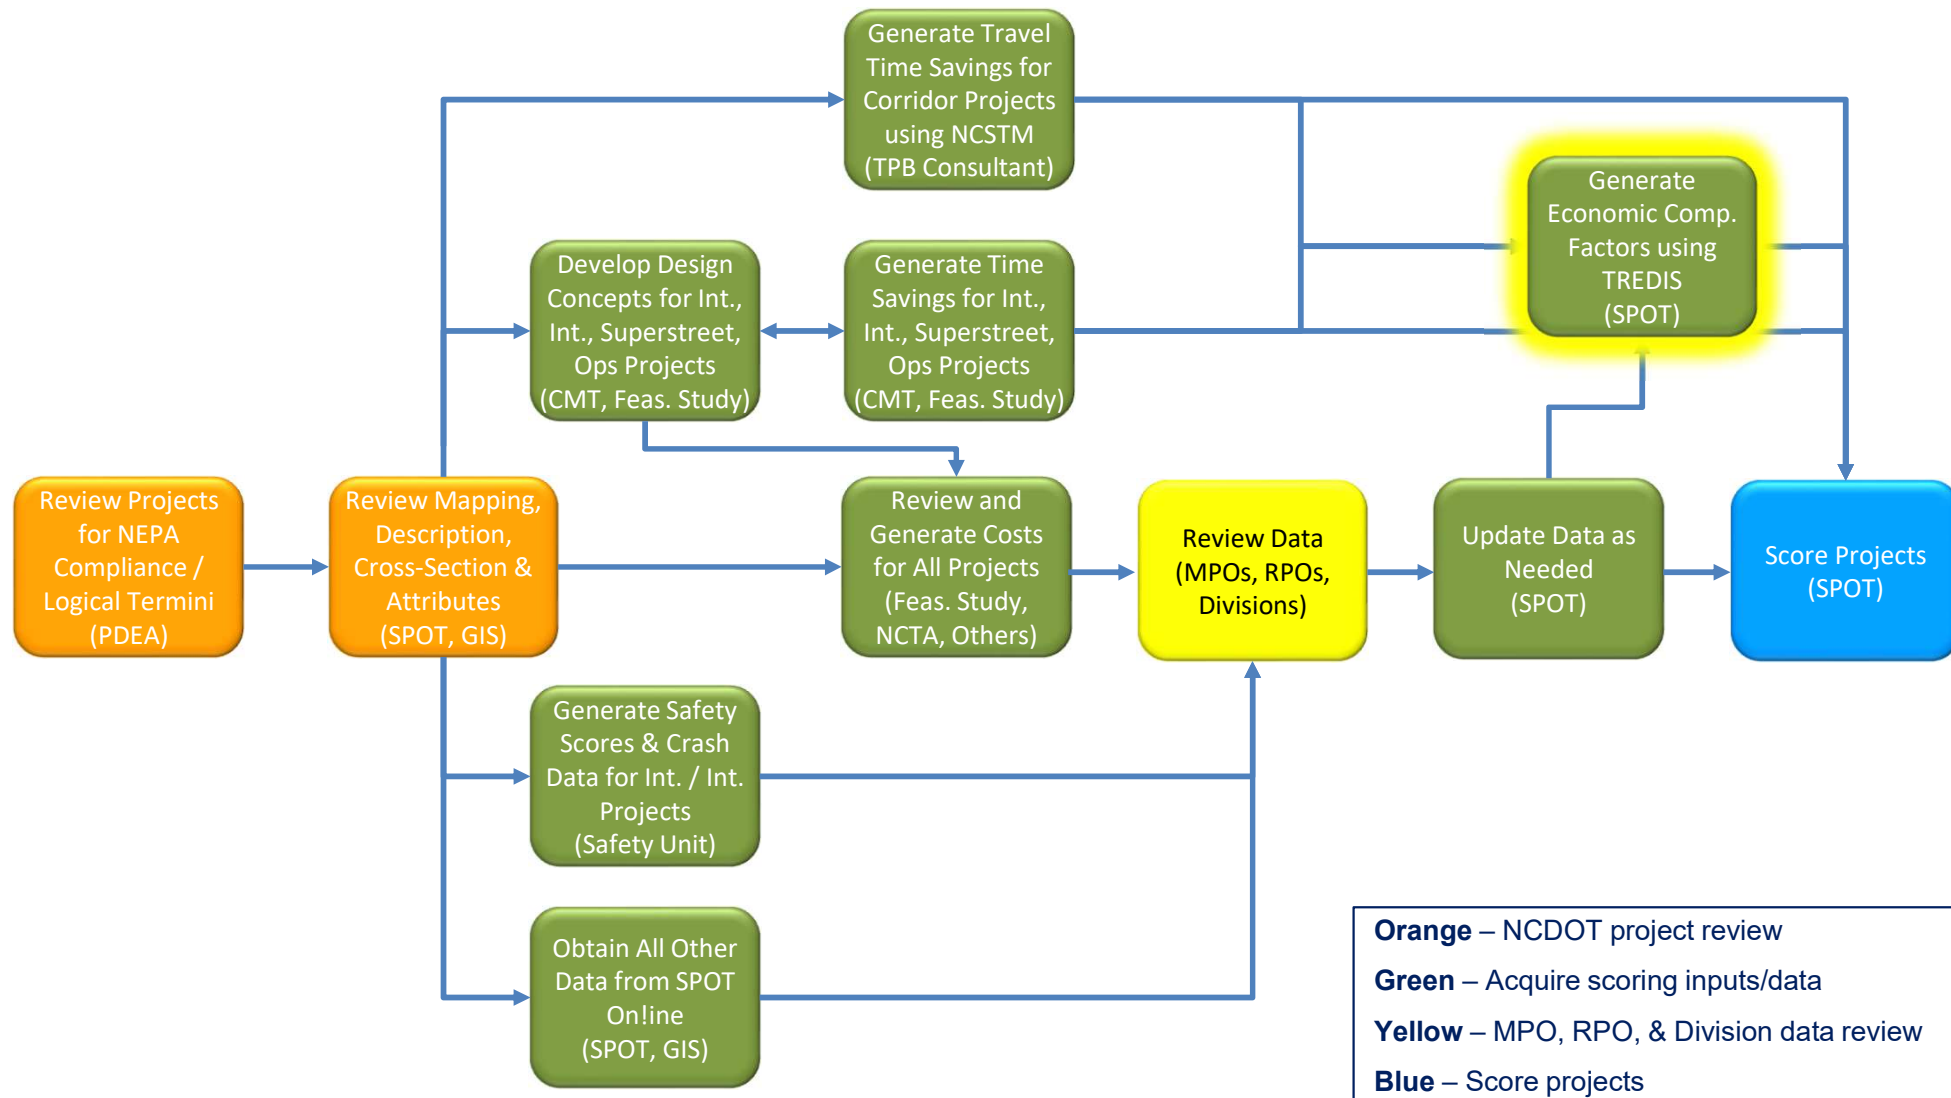 Generate Travel
Time Savings for
Corridor Projects
using NCSTM
(TPB Consultant)
Generate
Economic Comp.
Factors using
TREDIS
(SPOT)
Develop Design
Concepts for Int.,
Int., Superstreet,
Ops Projects
(CMT, Feas. Study)
Generate Time
Savings for Int.,
Int., Superstreet,
Ops Projects
(CMT, Feas. Study)
Review Projects
for NEPA
Compliance /
Logical Termini
(PDEA)
Review Mapping,
Description,
Cross-Section &
Attributes
(SPOT, GIS)
Review and
Generate Costs
for All Projects
(Feas. Study,
NCTA, Others)
Review Data
(MPOs, RPOs,
Divisions)
Update Data as
Needed
(SPOT)
Score Projects
(SPOT)
Generate Safety
Scores & Crash
Data for Int. / Int.
Projects
(Safety Unit)
Obtain All Other
Data from SPOT
On!ine
(SPOT, GIS)
Orange – NCDOT project review
Green – Acquire scoring inputs/data
Yellow – MPO, RPO, & Division data review
Blue – Score projects